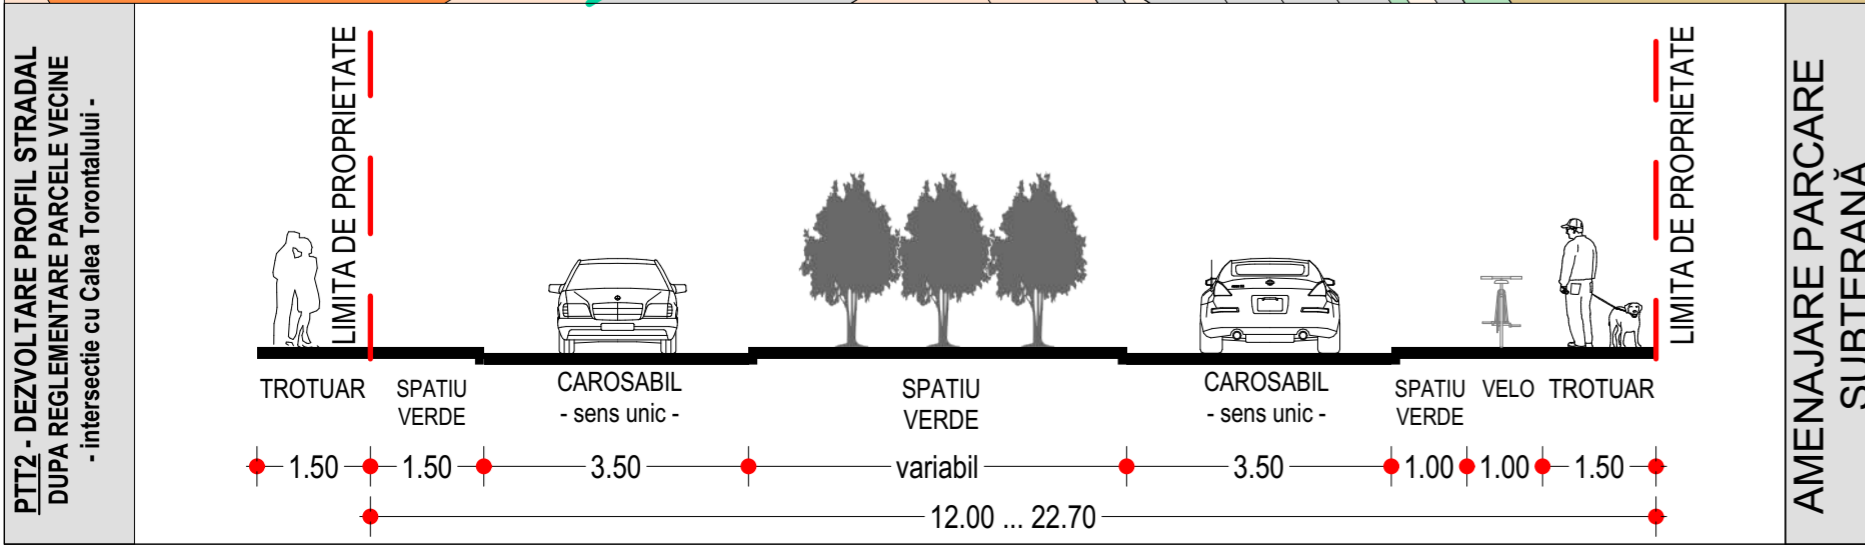 PTT2 - DEZVOLTARE PROFIL STRADAL
DUPA REGLEMENTARE PARCELE VECINE
- intersectie cu Calea Torontalului -
LIMITA DE PROPRIETATE
LIMITA DE PROPRIETATE
TROTUAR
SPATIU
VERDE
CAROSABIL
- sens unic -
SPATIU
VERDE
CAROSABIL
- sens unic -
SPATIU
VERDE
VELO
TROTUAR
1.50
1.50
3.50
variabil
3.50
1.00
1.00
1.50
12.00 ... 22.70
AMENAJARE PARCARE
SUBTERANĂ